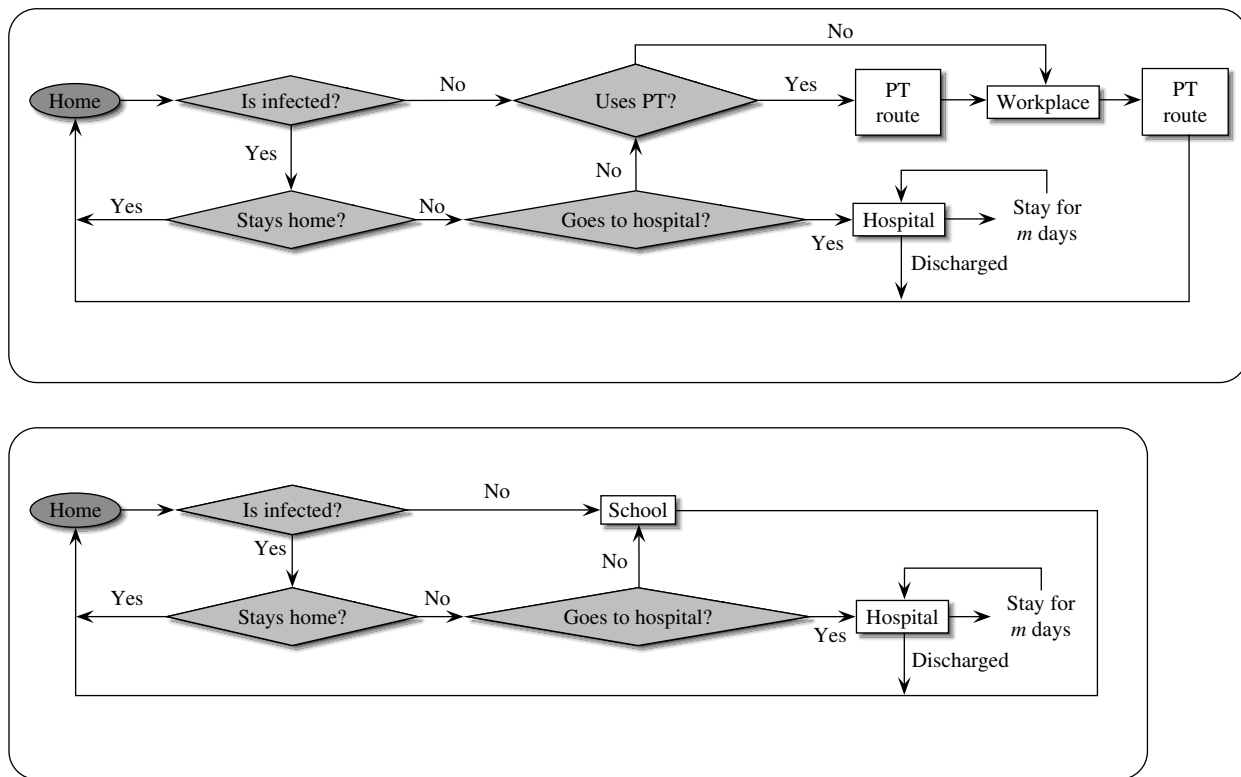 No
Home
Is infected?
No
Uses PT?
Yes
PT
route
Workplace
PT
route
Yes
No
Yes
Stays home?
No
Goes to hospital?
Yes
Hospital
Stay for
m days
Discharged
Home
Is infected?
No
School
Yes
No
Yes
Stays home?
No
Goes to hospital?
Yes
Hospital
Stay for
m days
Discharged